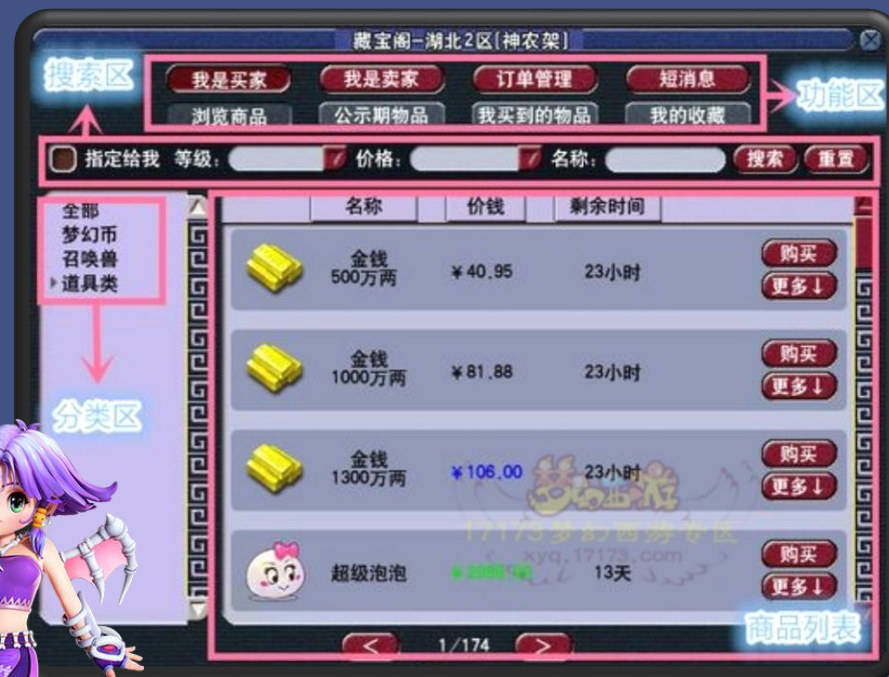 藏宝阁-湖北2区[神农架]
搜索区
我是买家 我是卖家 订单管理 短消息
功能区
浏览商品 公示期物品 我买到的物品 我的收藏
指定给我 等级: 价格: 名称: 搜索 重置
全部
梦幻币
召唤兽
道具类
分类区
名称 价钱 剩余时间
金钱
500万两
¥40.95
23小时
购买
更多↓
金钱
1000万两
¥81.88
23小时
购买
更多↓
金钱
1300万两
¥106.00
23小时
购买
更多↓
梦幻西游
17173梦幻西游专区
xyq.17173.com
超级泡泡
13天
购买
更多↓
商品列表
< 1/174 >